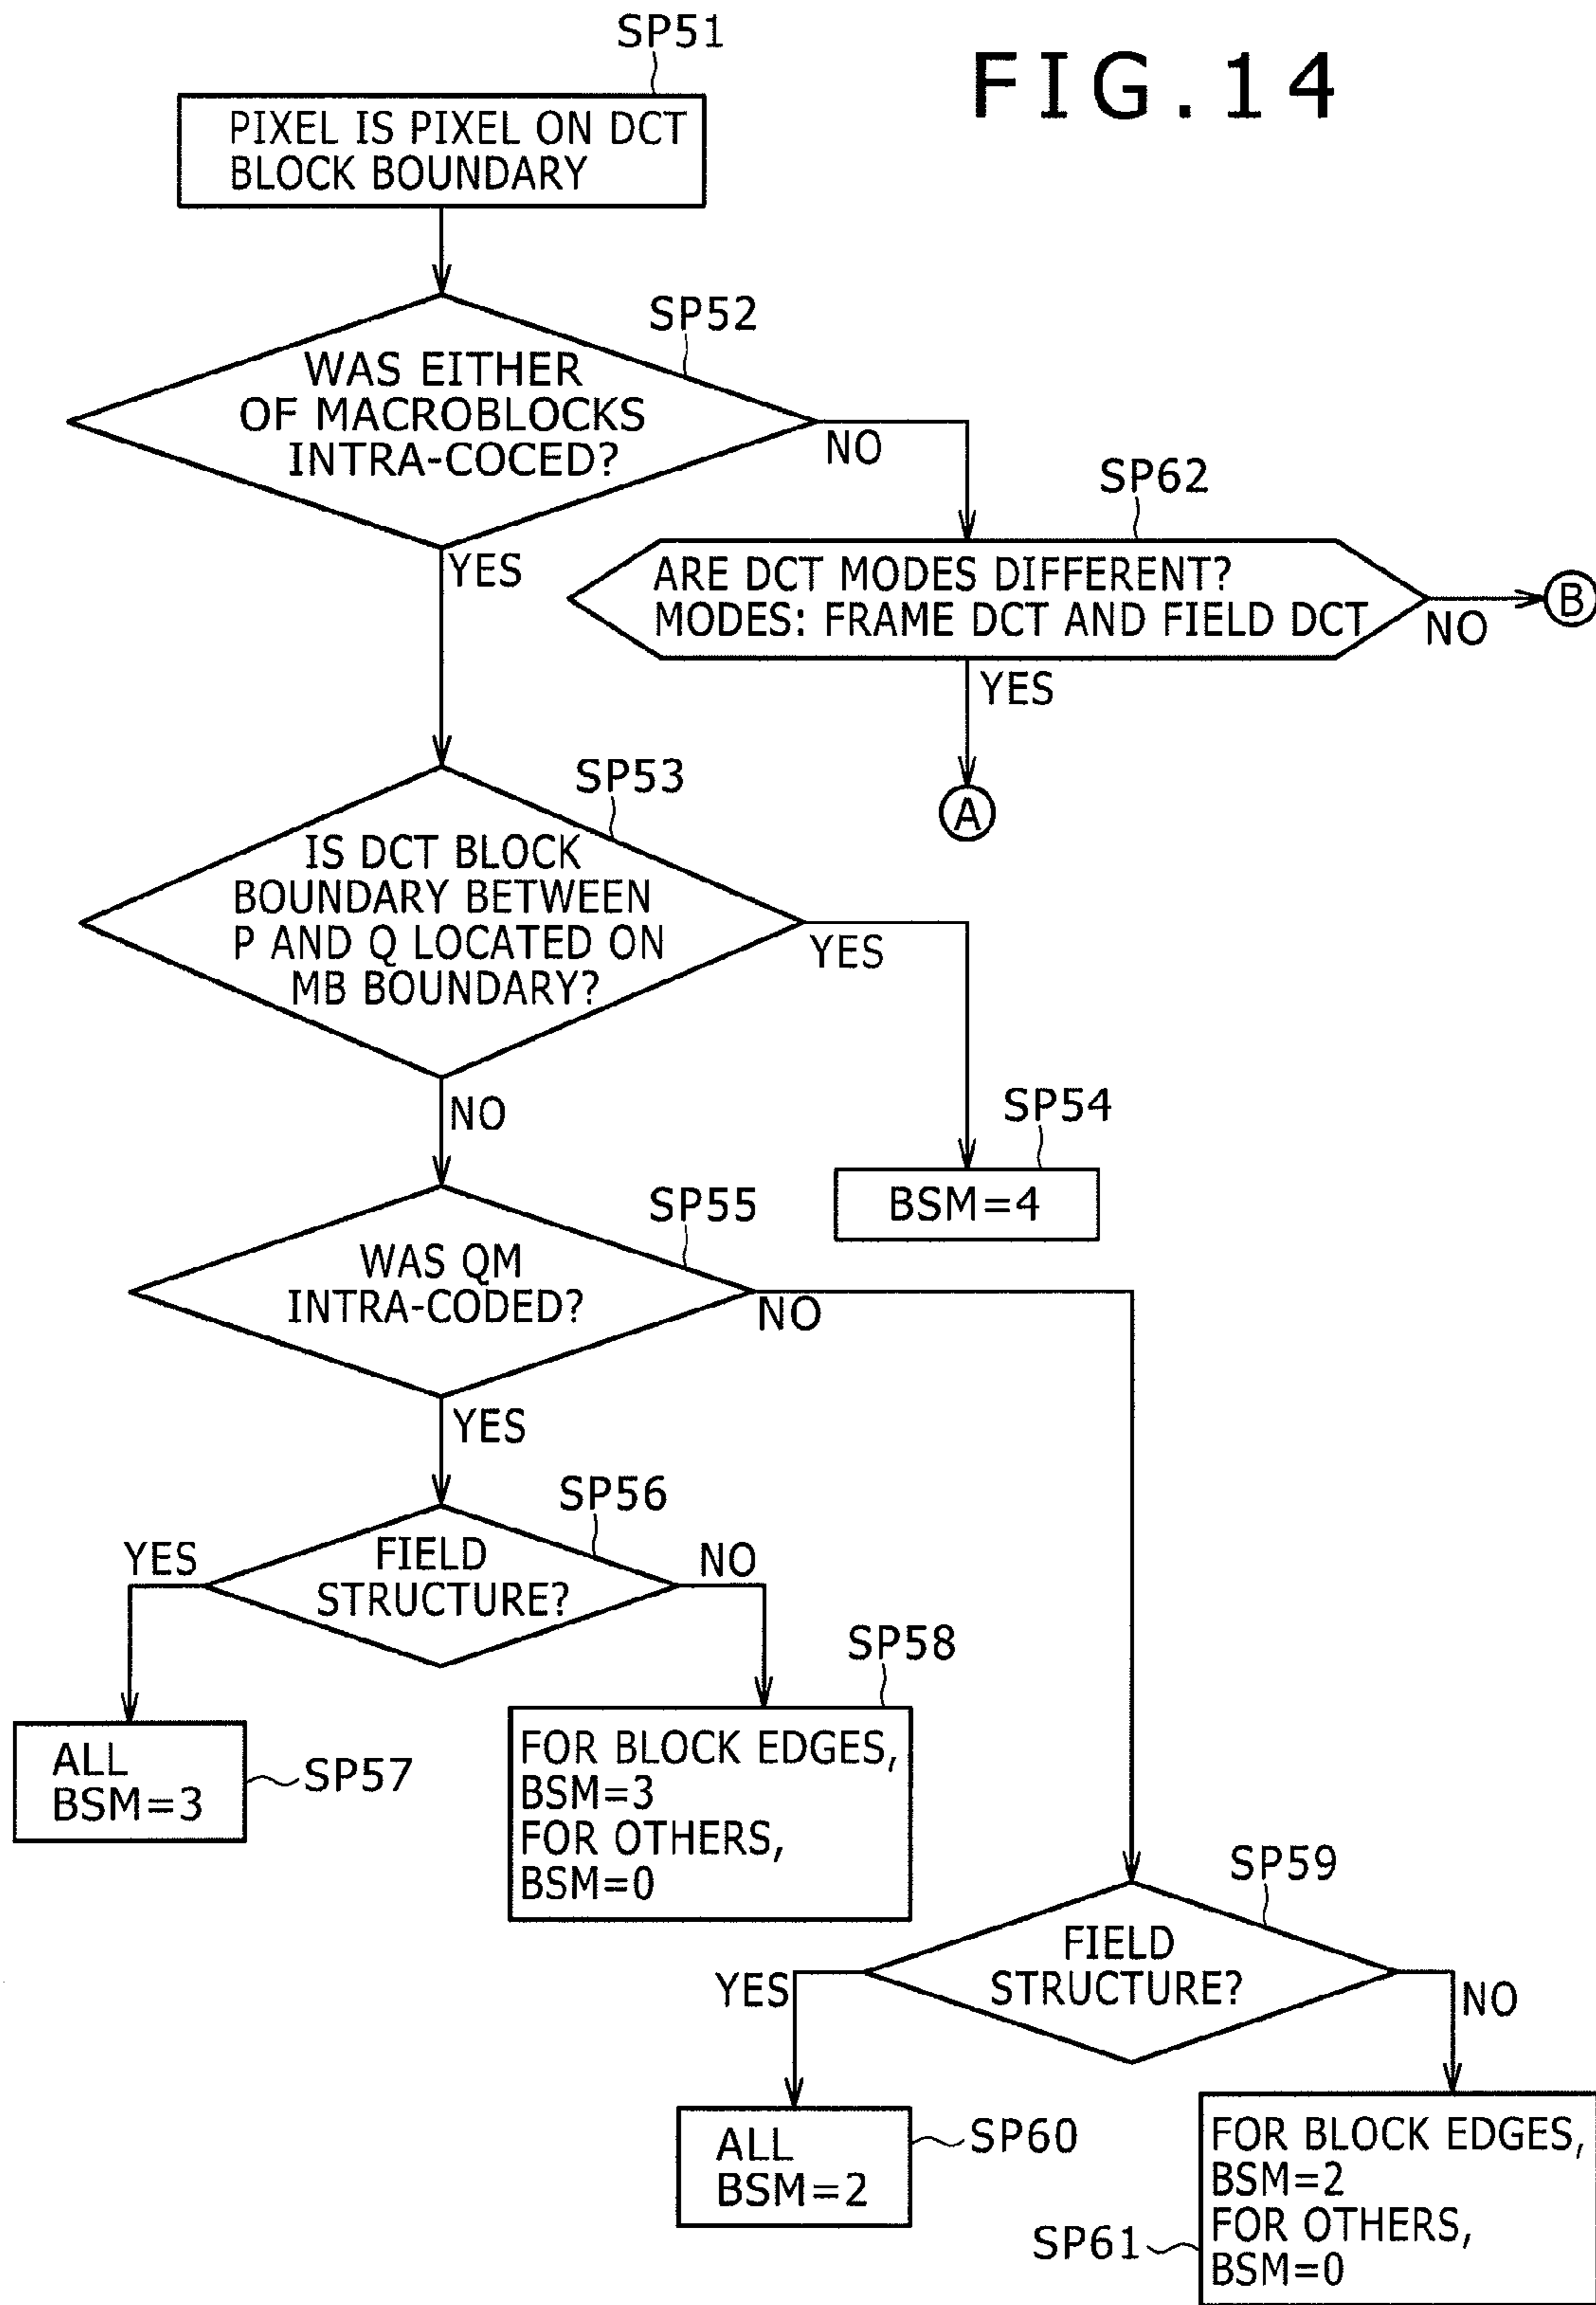 FIG.14
SP51
PIXEL IS PIXEL ON DCT
BLOCK BOUNDARY
SP52
WAS EITHER
OF MACROBLOCKS
INTRA-COCED?
NO
YES
SP62
ARE DCT MODES DIFFERENT?
MODES: FRAME DCT AND FIELD DCT
NO
B
YES
A
SP53
IS DCT BLOCK
BOUNDARY BETWEEN
P AND Q LOCATED ON
MB BOUNDARY?
YES
NO
SP54
BSM=4
SP55
WAS QM
INTRA-CODED?
NO
YES
SP56
FIELD
STRUCTURE?
YES
NO
SP57
ALL
BSM=3
SP58
FOR BLOCK EDGES,
BSM=3
FOR OTHERS,
BSM=0
SP59
FIELD
STRUCTURE?
YES
NO
ALL
BSM=2
SP60
FOR BLOCK EDGES,
BSM=2
FOR OTHERS,
BSM=0
SP61